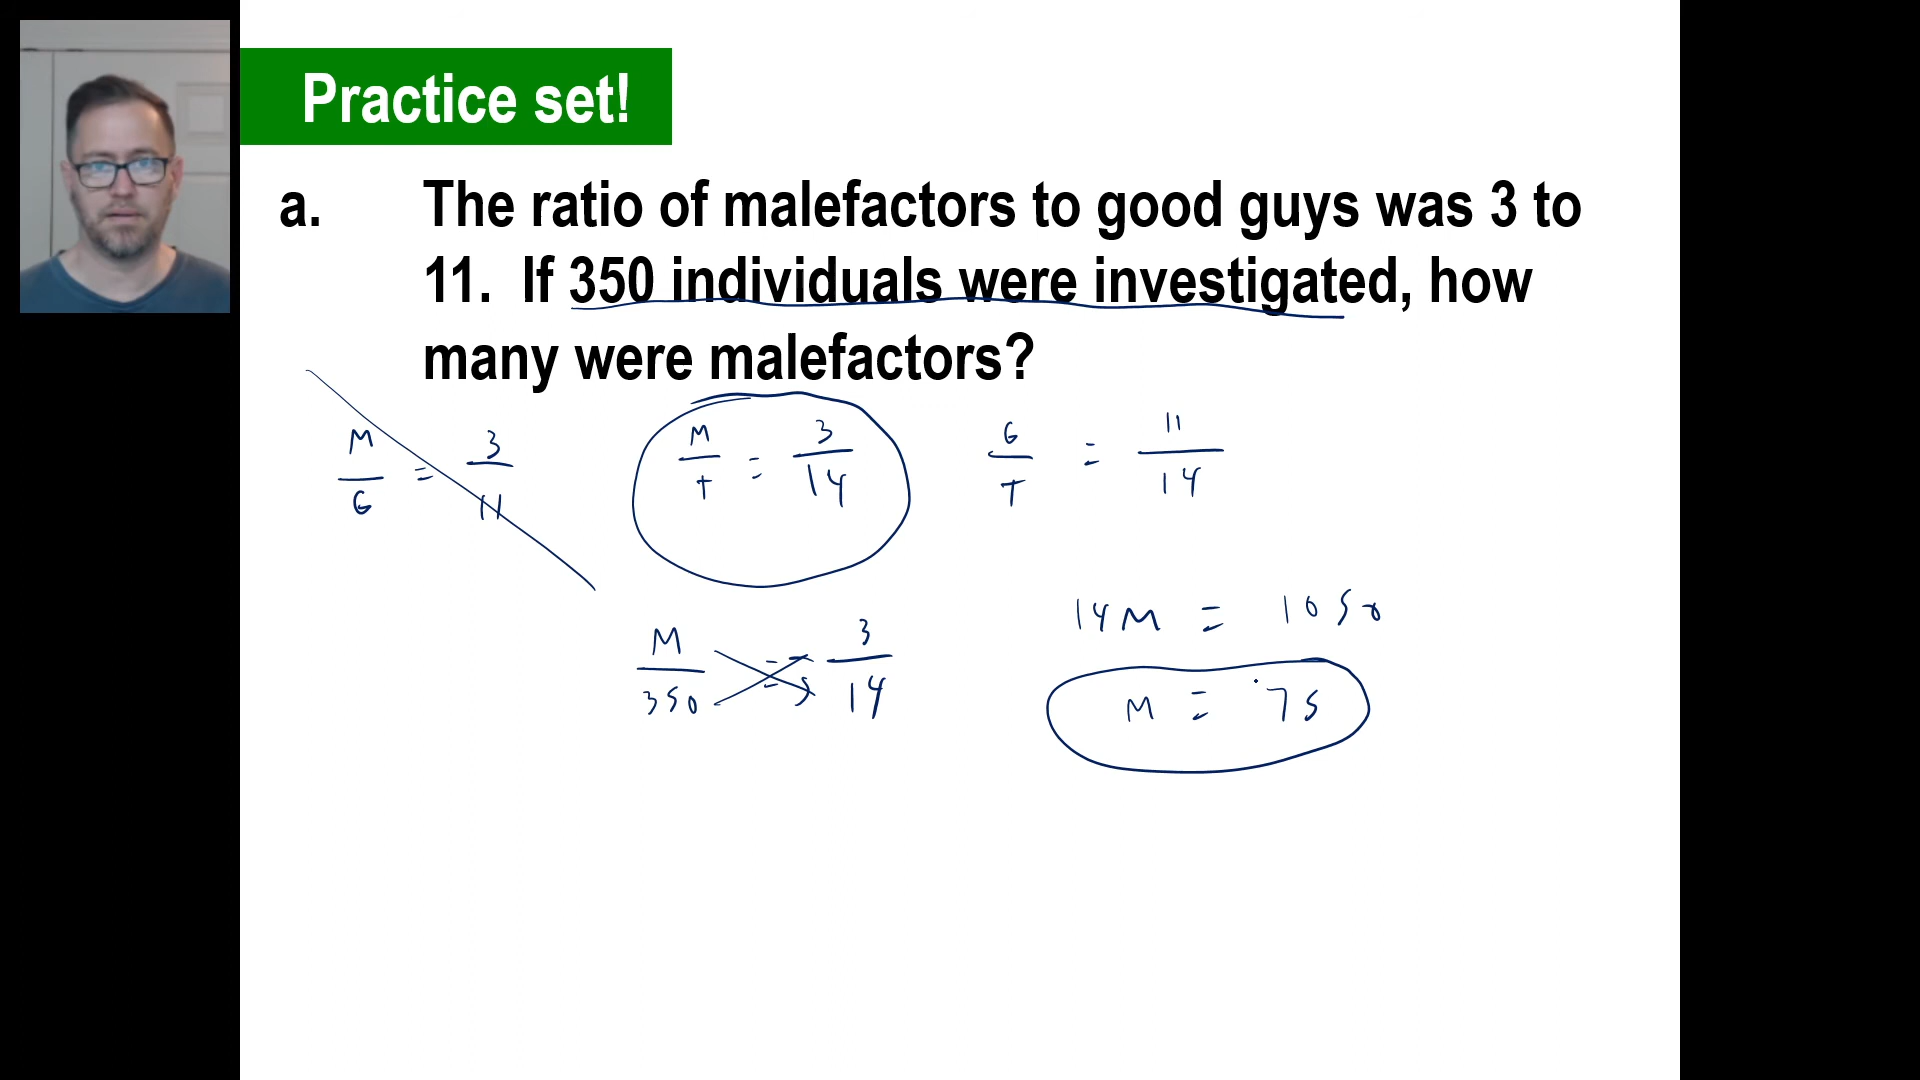 Practice set!
a. The ratio of malefactors to good guys was 3 to
11. If 350 individuals were investigated, how
many were malefactors?
M/G = 3/11
M/T = 3/14
G/T = 11/14
M/350 = 3/14
14M = 1050
M = 75